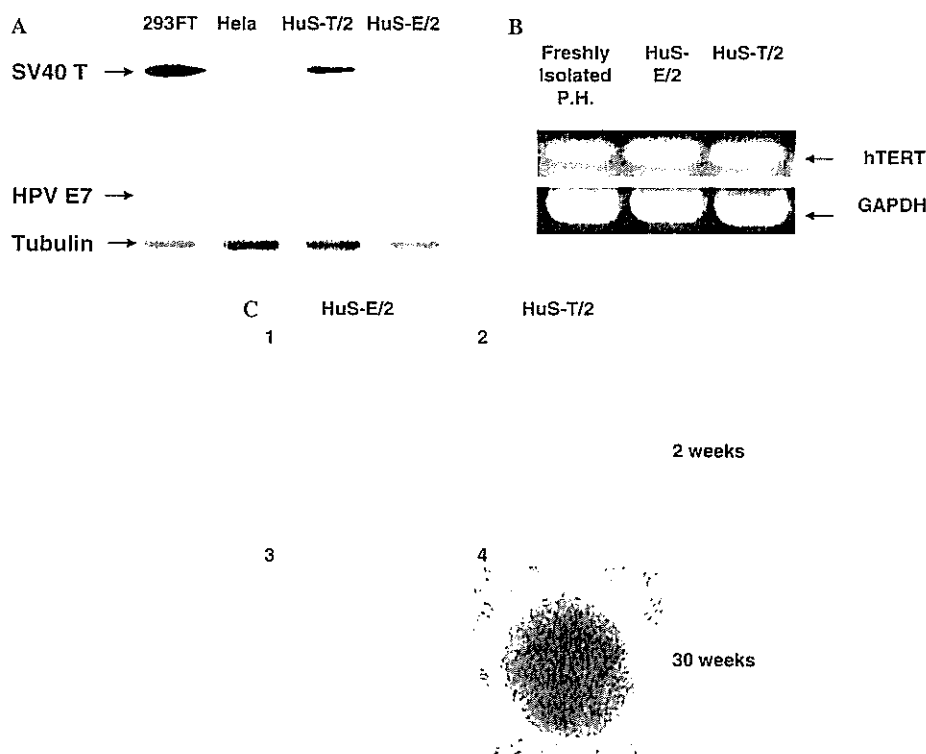 A
293FT Hela HuS-T/2 HuS-E/2
SV40 T
HPV E7
Tubulin
B
Freshly Isolated P.H.
HuS-E/2
HuS-T/2
hTERT
GAPDH
C
HuS-E/2 HuS-T/2
1 2
2 weeks
3 4
30 weeks